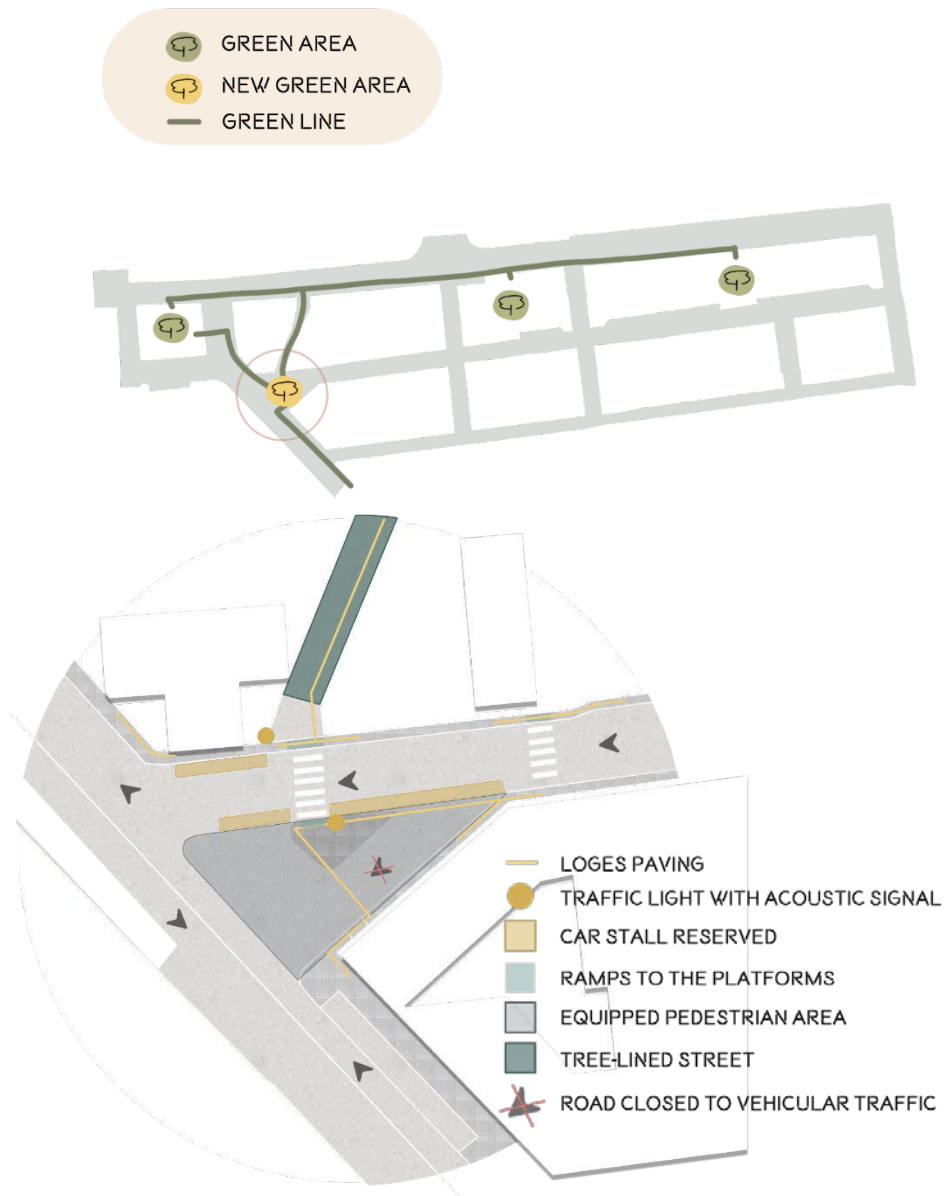 GREEN AREA
NEW GREEN AREA
GREEN LINE
LOGES PAVING
TRAFFIC LIGHT WITH ACOUSTIC SIGNAL
CAR STALL RESERVED
RAMPS TO THE PLATFORMS
EQUIPPED PEDESTRIAN AREA
TREE-LINED STREET
ROAD CLOSED TO VEHICULAR TRAFFIC